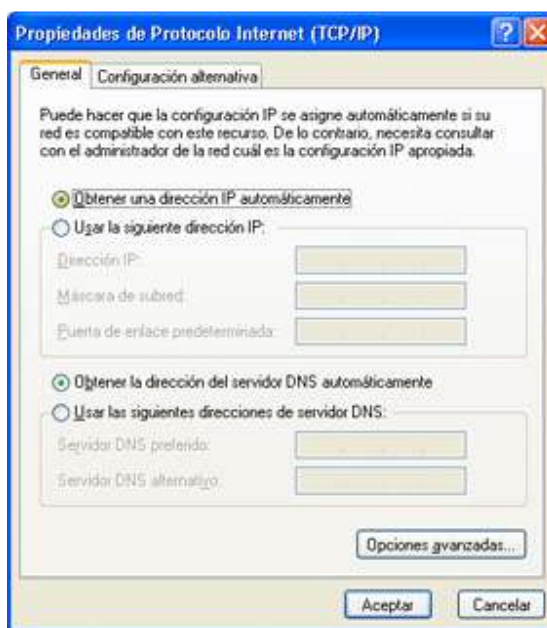 Propiedades de Protocolo Internet (TCP/IP)
General
Configuración alternativa
Puede hacer que la configuración IP se asigne automáticamente si su
red es compatible con este recurso. De lo contrario, necesita consultar
con el administrador de la red cuál es la configuración IP apropiada.
Obtener una dirección IP automáticamente
Usar la siguiente dirección IP:
Dirección IP:
Máscara de subred:
Puerta de enlace predeterminada:
Obtener la dirección del servidor DNS automáticamente
Usar las siguientes direcciones de servidor DNS:
Servidor DNS preferido:
Servidor DNS alternativo:
Opciones avanzadas...
Aceptar
Cancelar